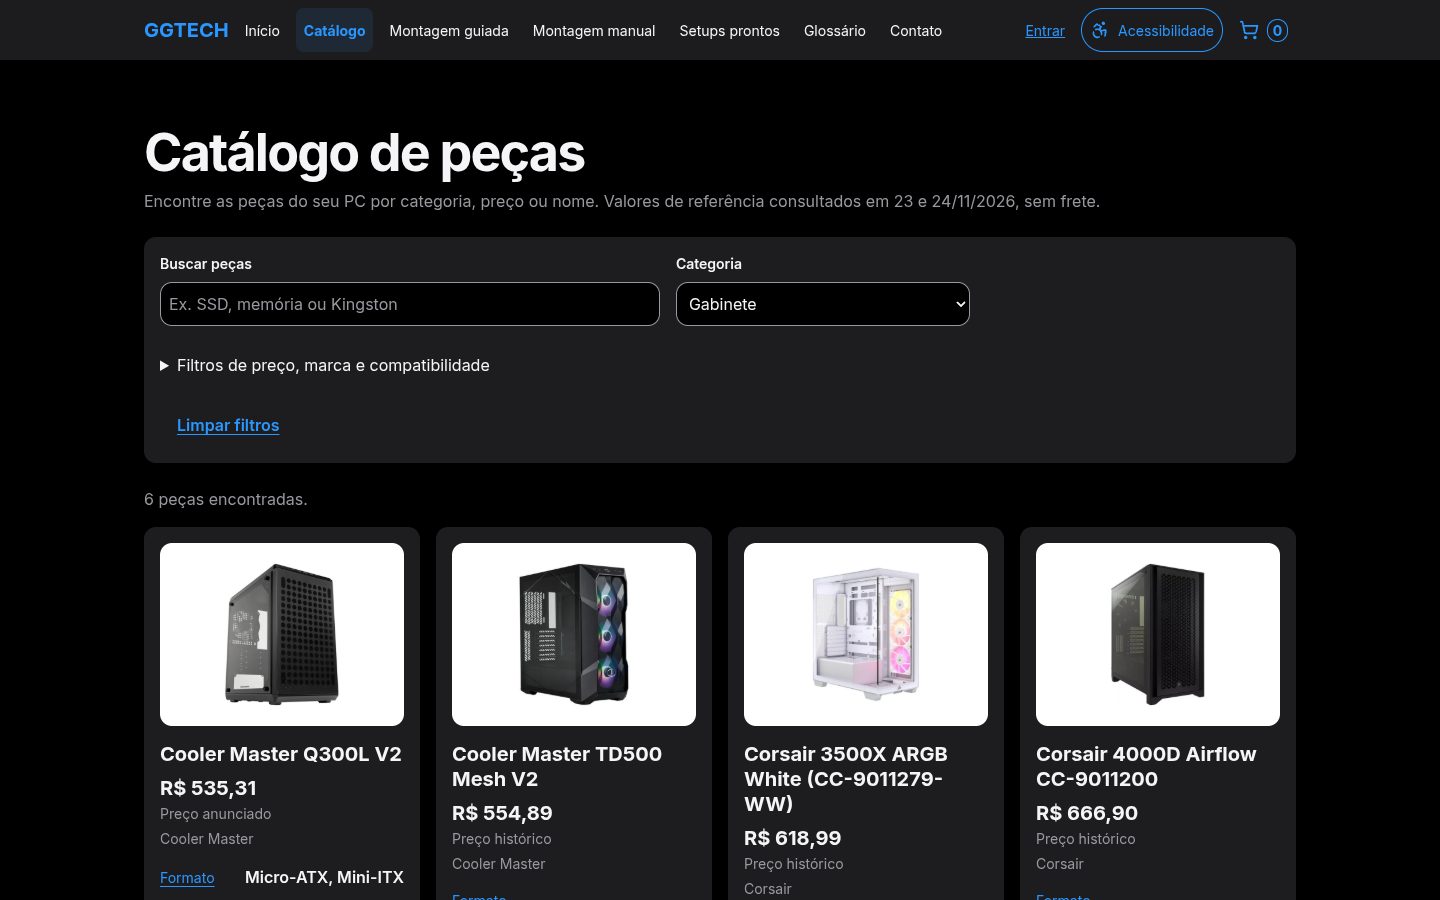 GGTECH Início Catálogo Montagem guiada Montagem manual Setups prontos Glossário Contato Entrar Acessibilidade 0
Catálogo de peças
Encontre as peças do seu PC por categoria, preço ou nome. Valores de referência consultados em 23 e 24/11/2026, sem frete.
Buscar peças Categoria
Ex. SSD, memória ou Kingston Gabinete
Filtros de preço, marca e compatibilidade
Limpar filtros
6 peças encontradas.
Cooler Master Q300L V2
R$ 535,31
Preço anunciado
Cooler Master
Formato Micro-ATX, Mini-ITX
Cooler Master TD500
Mesh V2
R$ 554,89
Preço histórico
Cooler Master
Formato
Corsair 3500X ARGB
White (CC-9011279-
WW)
R$ 618,99
Preço histórico
Corsair
Corsair 4000D Airflow
CC-9011200
R$ 666,90
Preço histórico
Corsair
Formato